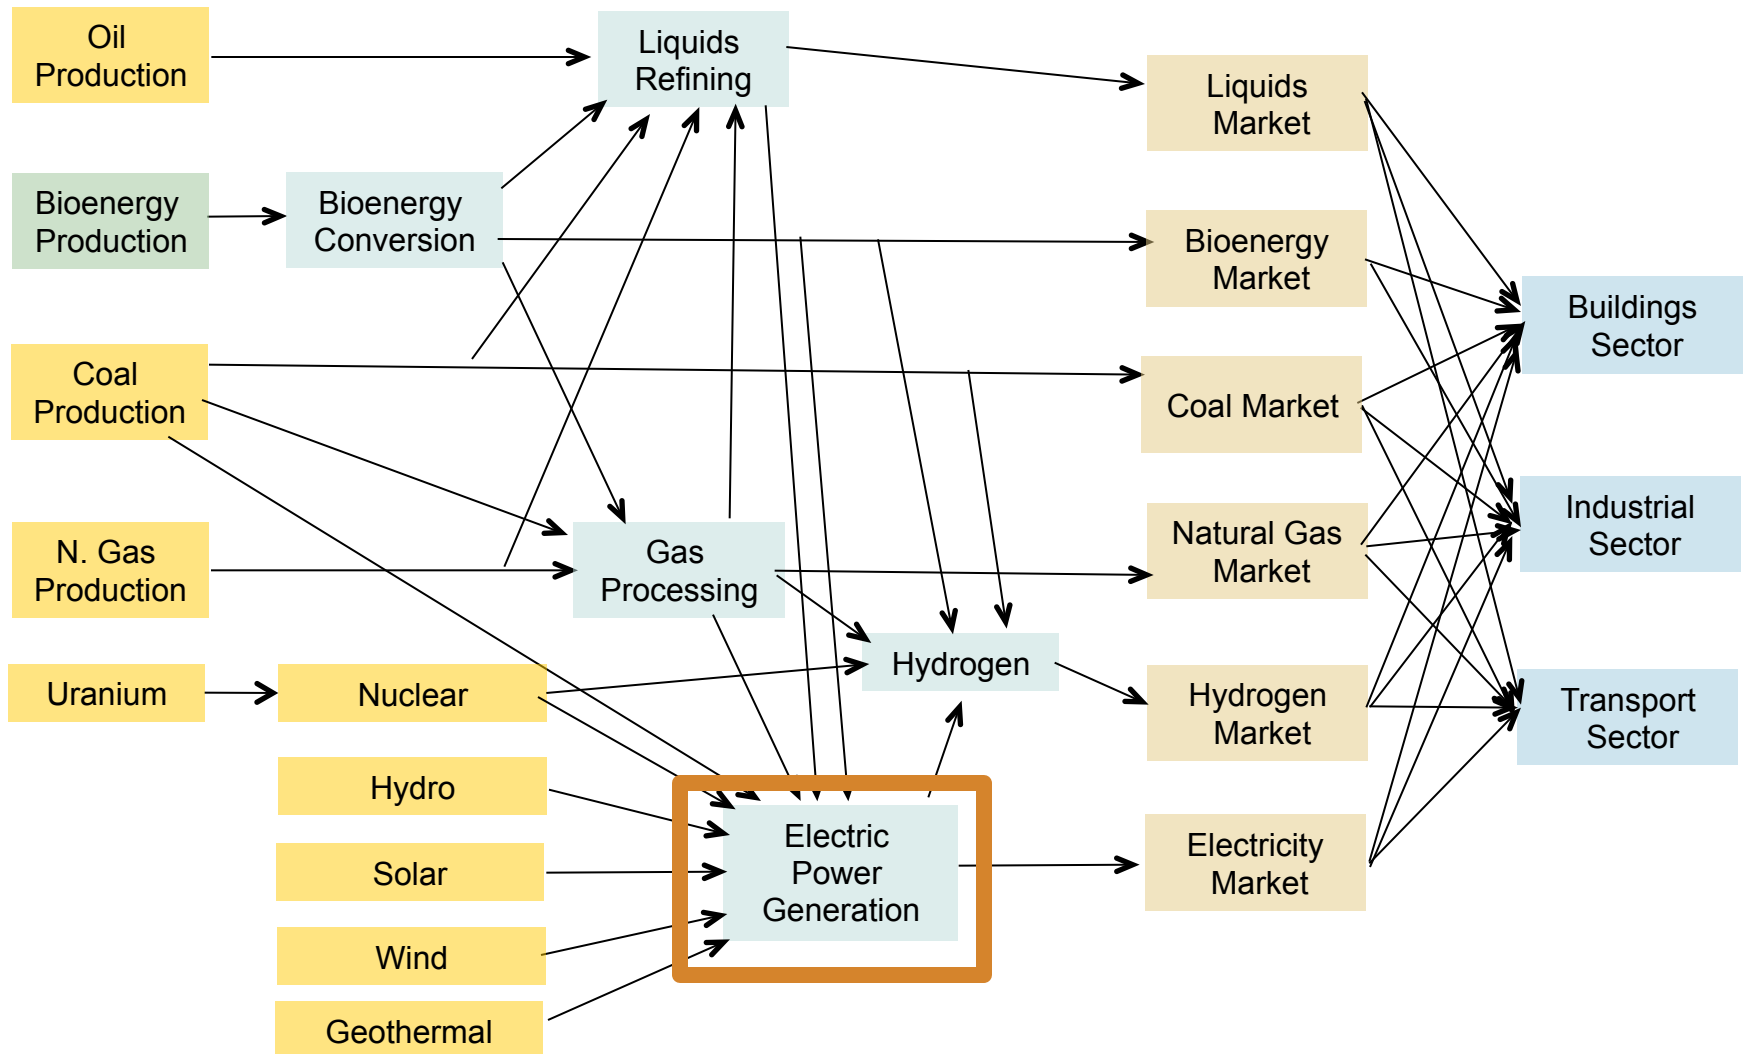 Oil
Production
Liquids
Refining
Liquids
Market
Bioenergy
Production
Bioenergy
Conversion
Bioenergy
Market
Buildings
Sector
Coal
Production
Coal Market
N. Gas
Production
Gas
Processing
Natural Gas
Market
Industrial
Sector
Uranium
Nuclear
Hydrogen
Hydrogen
Market
Transport
Sector
Hydro
Solar
Wind
Geothermal
Electric
Power
Generation
Electricity
Market